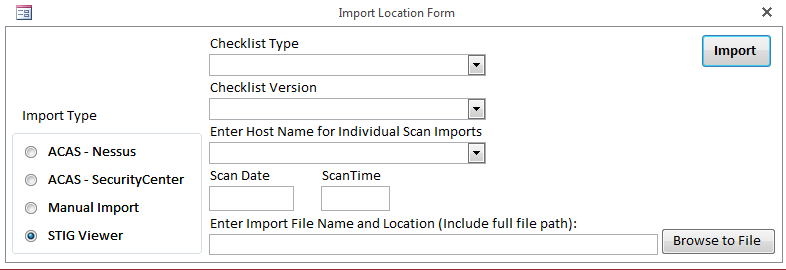 Import Location Form
Checklist Type
Import
Checklist Version
Import Type
Enter Host Name for Individual Scan Imports
ACAS - Nessus
ACAS - SecurityCenter
Manual Import
STIG Viewer
Scan Date
ScanTime
Enter Import File Name and Location (Include full file path):
Browse to File